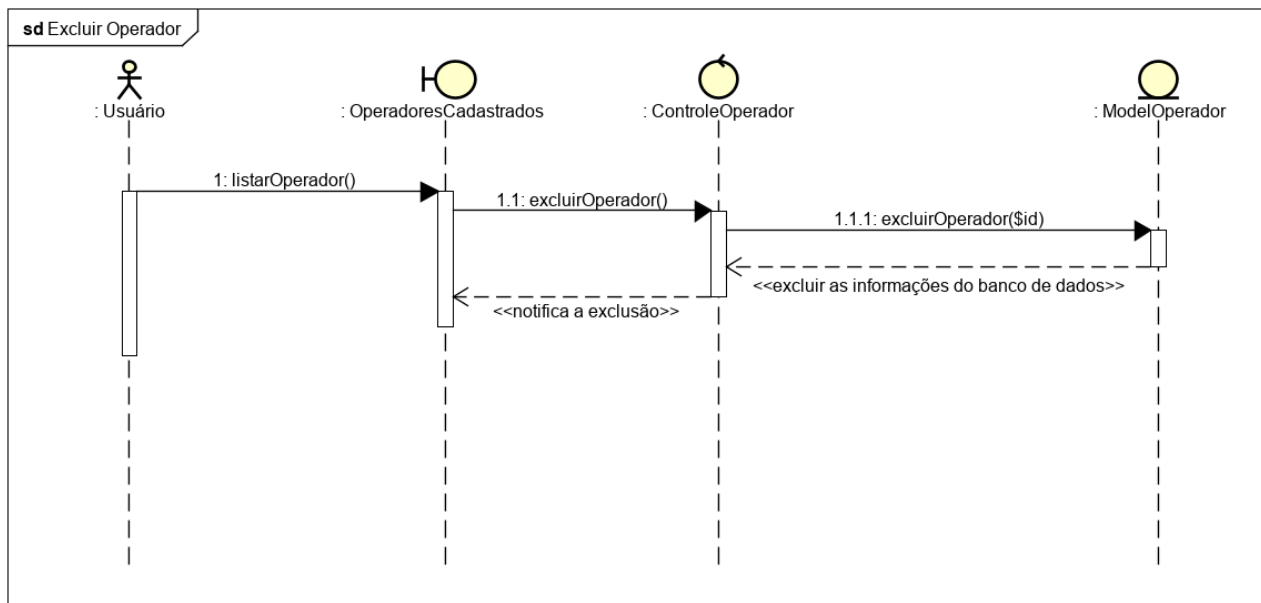 sd Excluir Operador
: Usuário
: OperadoresCadastrados
: ControleOperador
: ModelOperador
1: listarOperador()
1.1: excluirOperador()
1.1.1: excluirOperador($id)
<<excluir as informações do banco de dados>>
<<notifica a exclusão>>